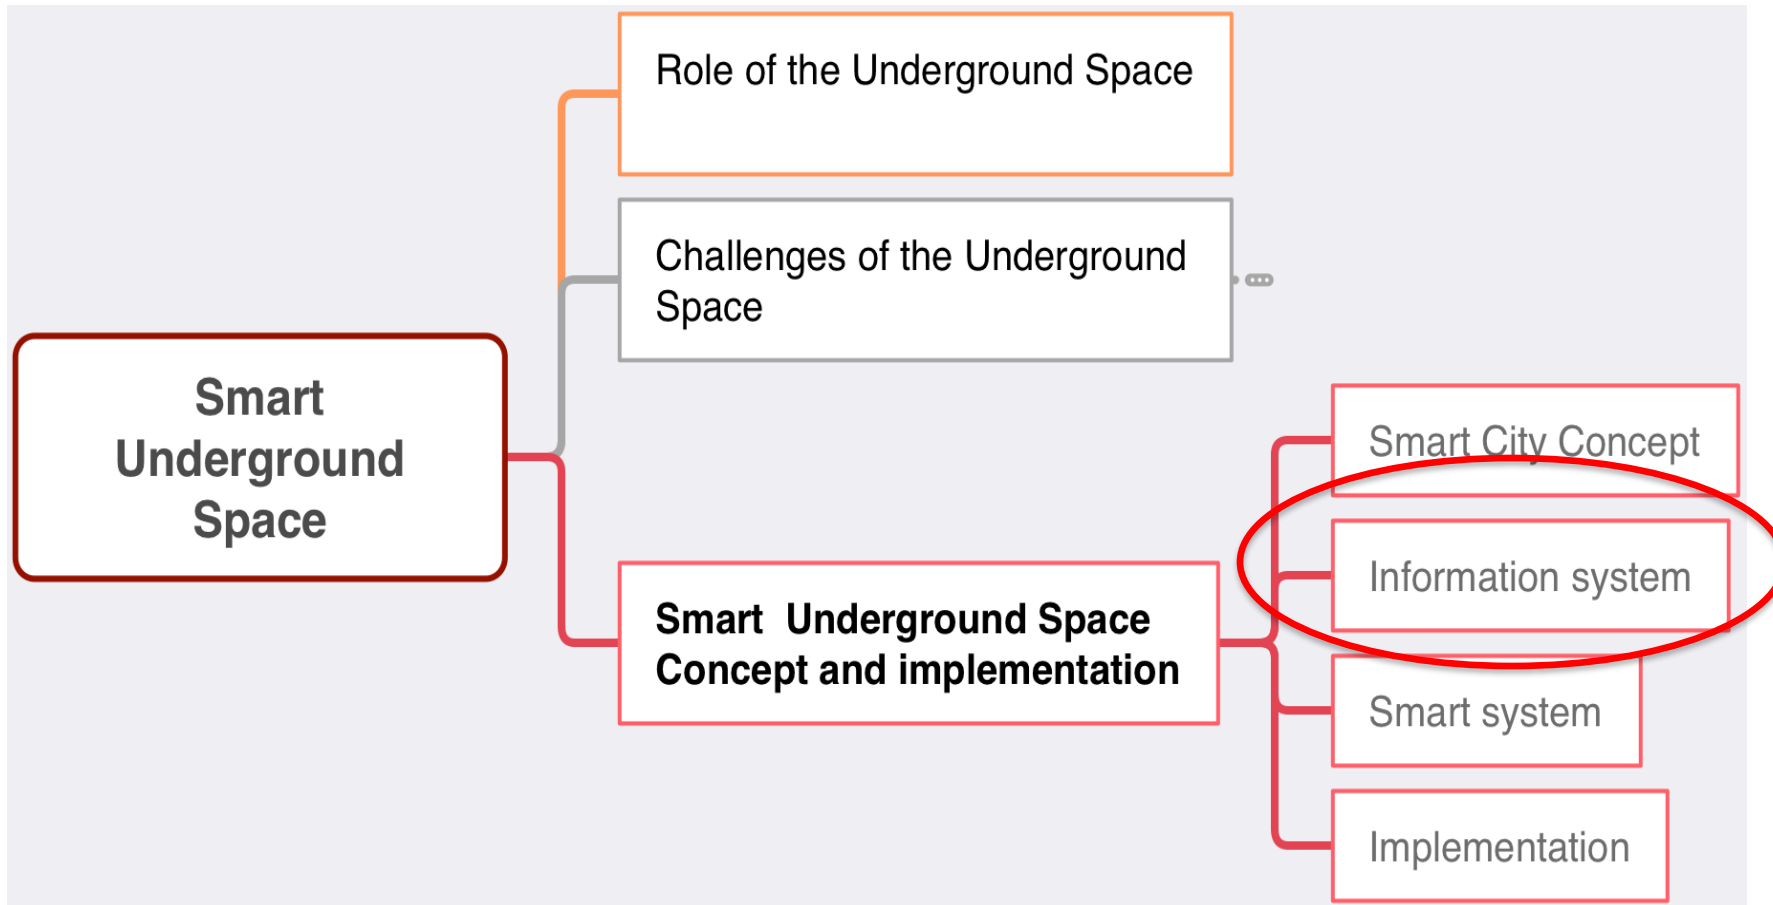 Role of the Underground Space
Challenges of the Underground
Space
Smart
Underground
Space
Smart City Concept
Information system
Smart  Underground Space
Concept and implementation
Smart system
Implementation